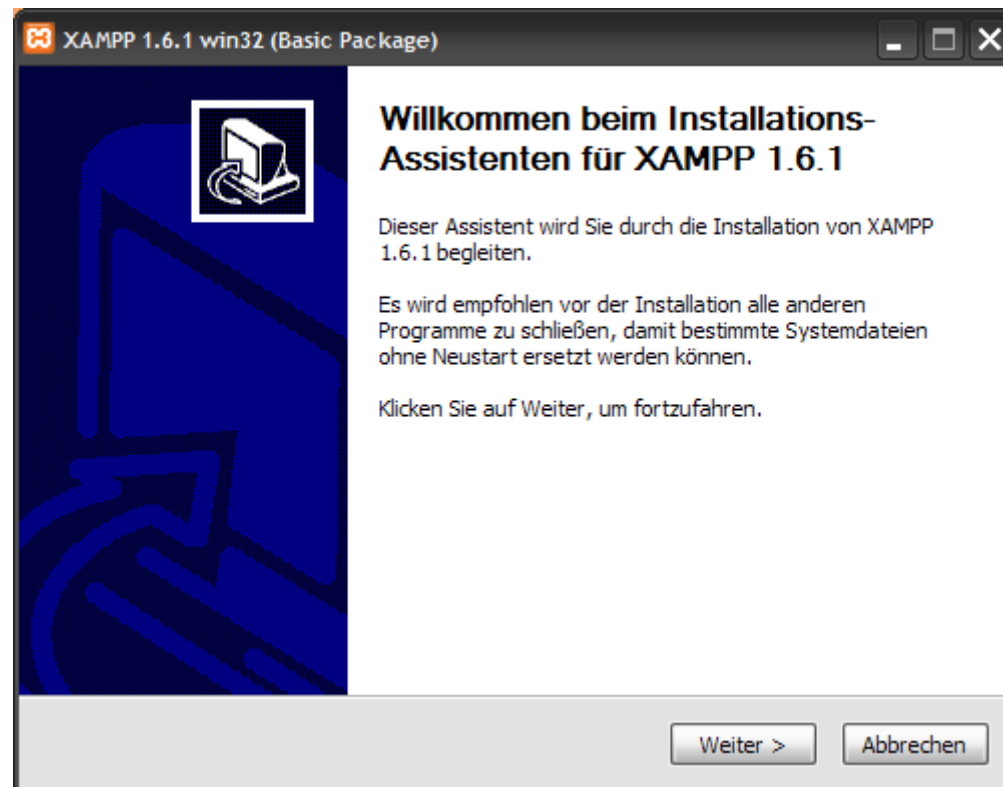 XAMPP 1.6.1 win32 (Basic Package)
Willkommen beim Installations-
Assistenten für XAMPP 1.6.1
Dieser Assistent wird Sie durch die Installation von XAMPP
1.6.1 begleiten.
Es wird empfohlen vor der Installation alle anderen
Programme zu schließen, damit bestimmte Systemdateien
ohne Neustart ersetzt werden können.
Klicken Sie auf Weiter, um fortzufahren.
Weiter > Abbrechen